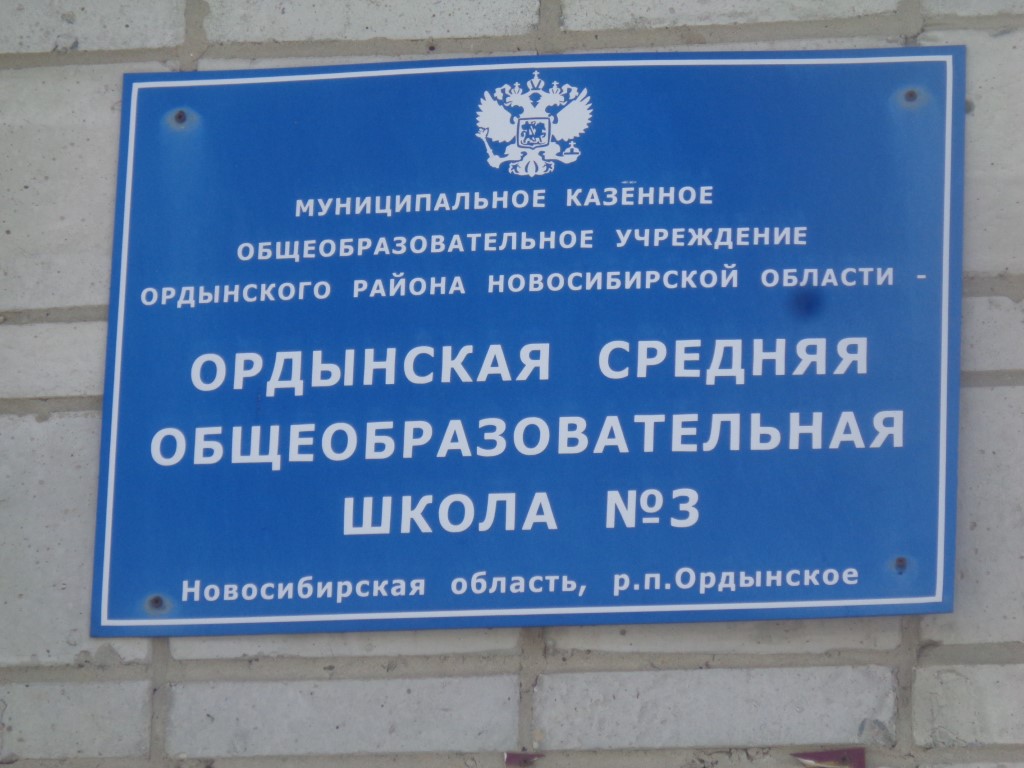 МУНИЦИПАЛЬНОЕ КАЗЁННОЕ
ОБЩЕОБРАЗОВАТЕЛЬНОЕ УЧРЕЖДЕНИЕ
ОРДЫНСКОГО РАЙОНА НОВОСИБИРСКОЙ ОБЛАСТИ -
ОРДЫНСКАЯ СРЕДНЯЯ
ОБЩЕОБРАЗОВАТЕЛЬНАЯ
ШКОЛА №3
Новосибирская область, р.п.Ордынское